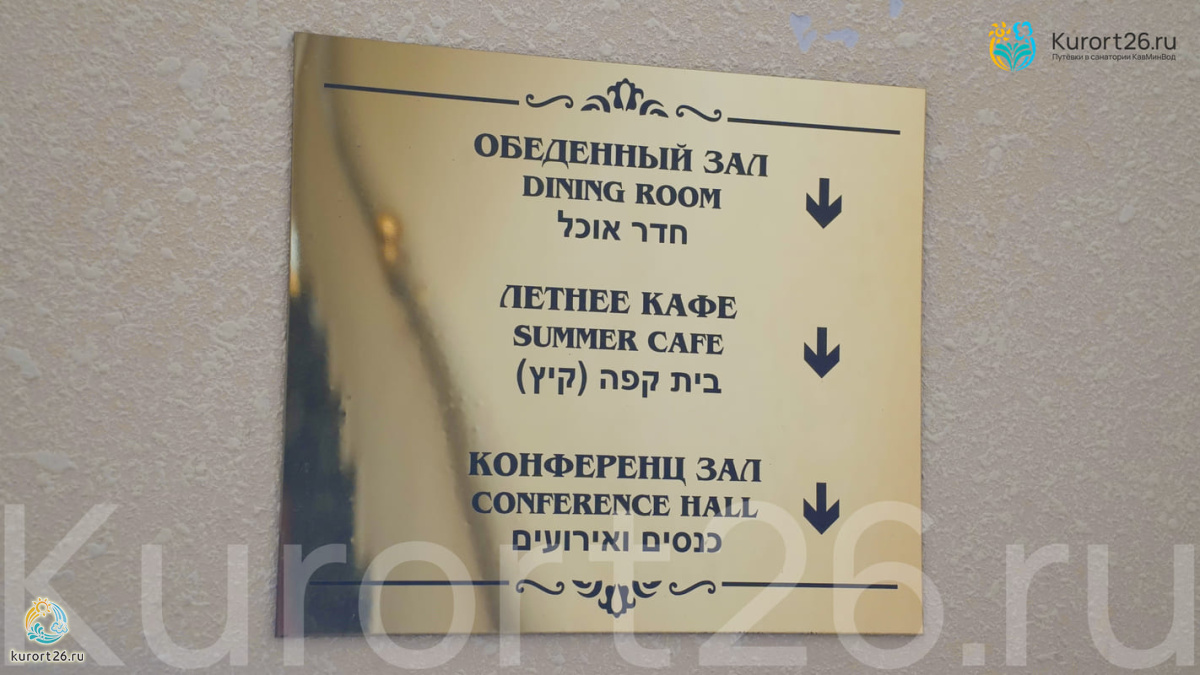 Kurort26.ru
Путёвки в санатории КавМинВод
ОБЕДЕННЫЙ ЗАЛ
DINING ROOM
חדר אוכל
ЛЕТНЕЕ КАФЕ
SUMMER CAFE
בית קפה (קיץ)
КОНФЕРЕНЦ ЗАЛ
CONFERENCE HALL
כנסים ואירועים
Kurort26.ru
kurort26.ru